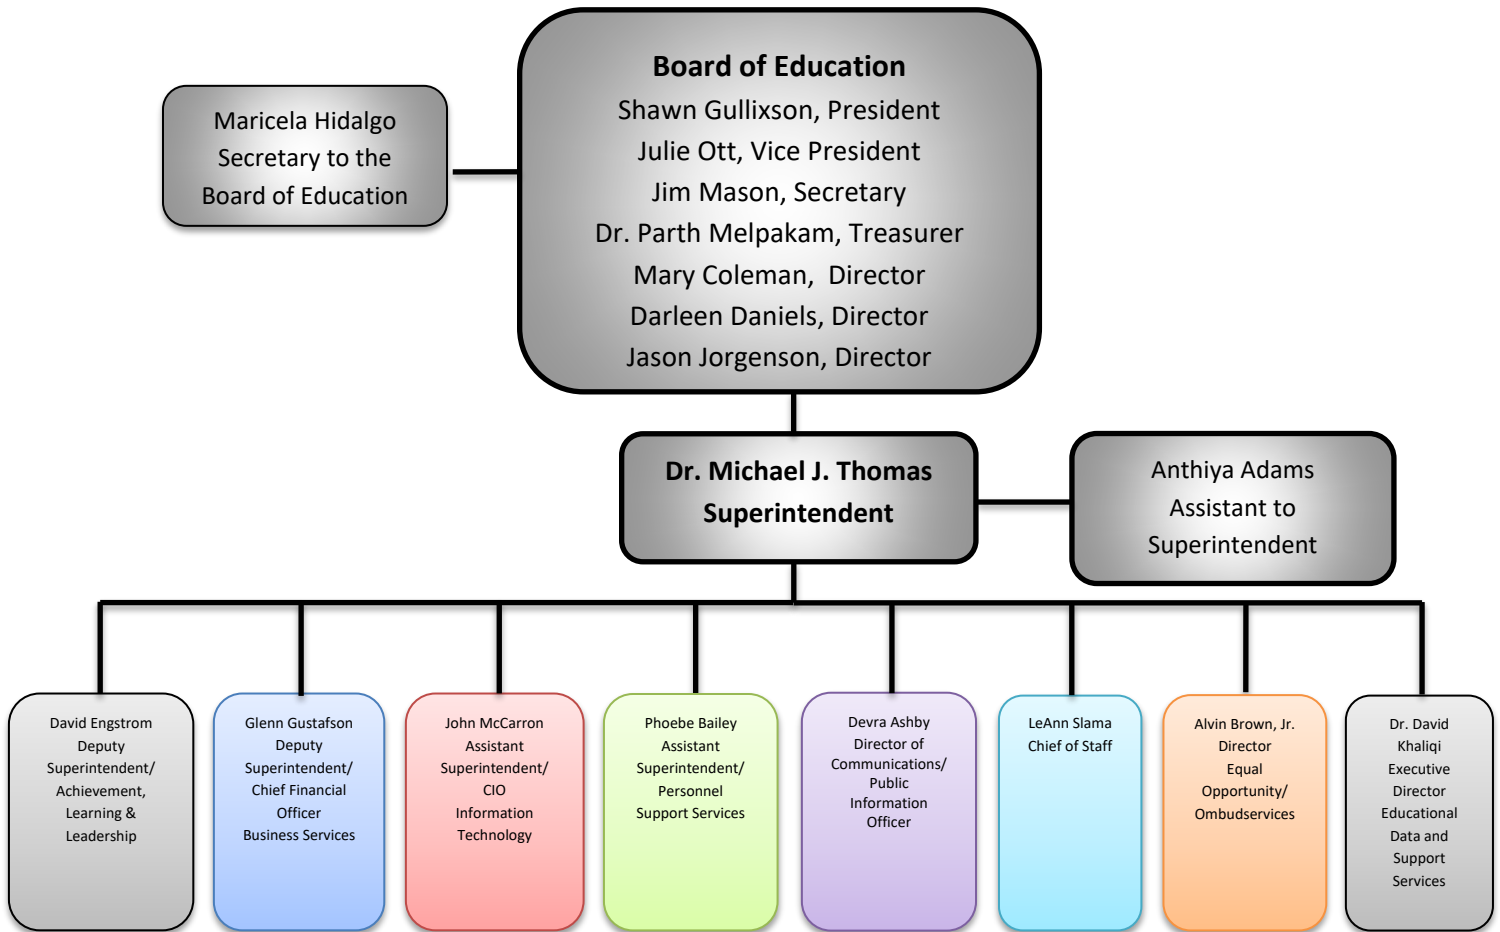 Board of Education
Shawn Gullixson, President
Julie Ott, Vice President
Jim Mason, Secretary
Dr. Parth Melpakam, Treasurer
Mary Coleman,  Director
Darleen Daniels, Director
Jason Jorgenson, Director
Maricela Hidalgo
Secretary to the
Board of Education
Dr. Michael J. Thomas
Superintendent
Anthiya Adams
Assistant to
Superintendent
David Engstrom
Deputy
Superintendent/
Achievement,
Learning &
Leadership
Glenn Gustafson
Deputy
Superintendent/
Chief Financial
Officer
Business Services
John McCarron
Assistant
Superintendent/
CIO
Information
Technology
Phoebe Bailey
Assistant
Superintendent/
Personnel
Support Services
Devra Ashby
Director of
Communications/
Public
Information
Officer
LeAnn Slama
Chief of Staff
Alvin Brown, Jr.
Director
Equal
Opportunity/
Ombudservices
Dr. David
Khaliqi
Executive
Director
Educational
Data and
Support
Services